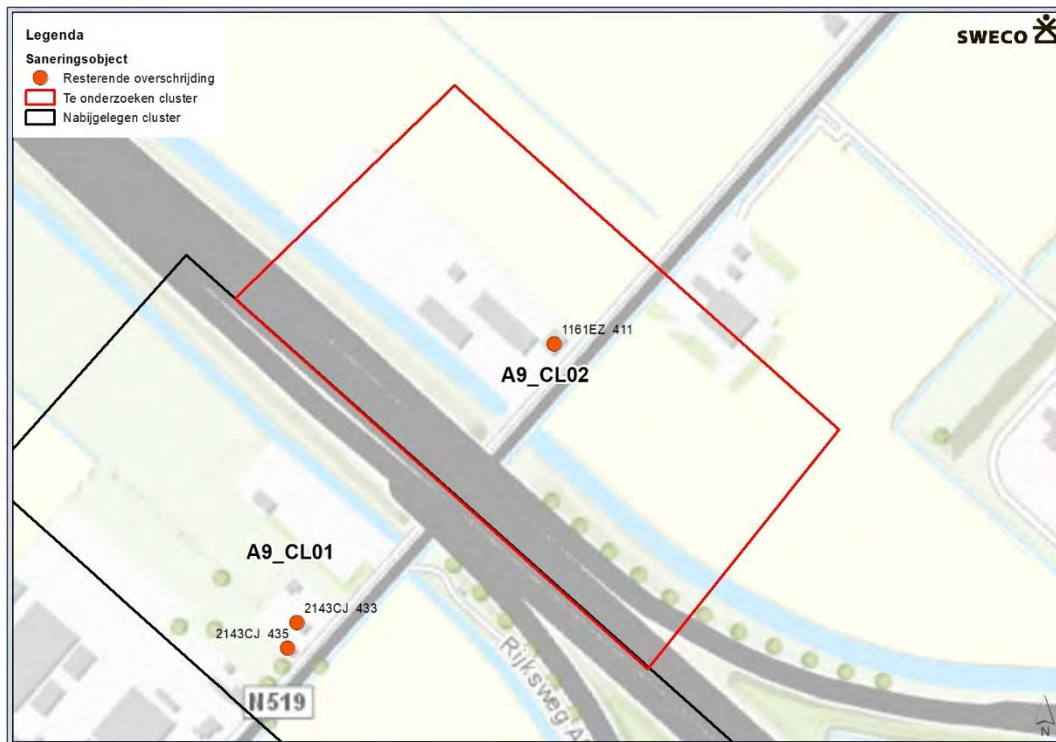 Legenda
Saneringsobject
Resterende overschrijding
Te onderzoeken cluster
Nabijgelegen cluster
SWECO
1161EZ 411
A9_CL02
A9_CL01
2143CJ 433
2143CJ 435
N519
Rijksweg
N